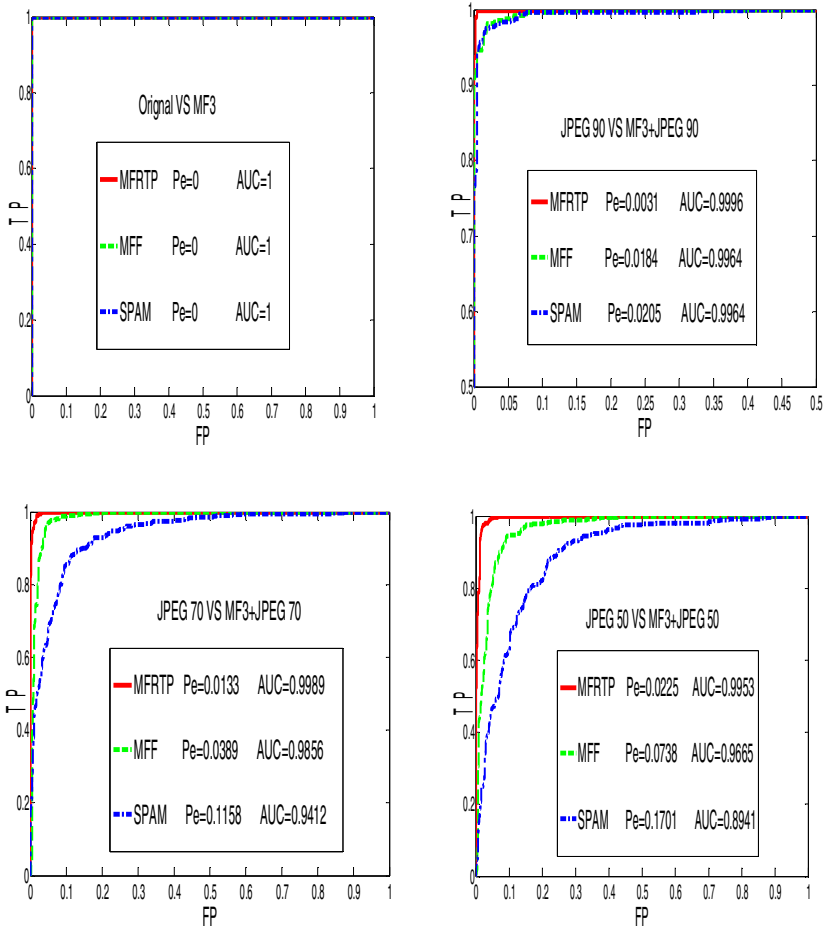 Orignal VS MF3
MFRTP Pe=0 AUC=1
MFF Pe=0 AUC=1
SPAM Pe=0 AUC=1
TP
1
0.8
0.6
0.4
0.2
0
0 0.1 0.2 0.3 0.4 0.5 0.6 0.7 0.8 0.9 1
FP
JPEG 90 VS MF3+JPEG 90
MFRTP Pe=0.0031 AUC=0.9996
MFF Pe=0.0184 AUC=0.9964
SPAM Pe=0.0205 AUC=0.9964
TP
1
0.9
0.8
0.7
0.6
0.5
0 0.05 0.1 0.15 0.2 0.25 0.3 0.35 0.4 0.45 0.5
FP
JPEG 70 VS MF3+JPEG 70
MFRTP Pe=0.0133 AUC=0.9989
MFF Pe=0.0389 AUC=0.9856
SPAM Pe=0.1158 AUC=0.9412
TP
1
0.8
0.6
0.4
0.2
0
0 0.1 0.2 0.3 0.4 0.5 0.6 0.7 0.8 0.9 1
FP
JPEG 50 VS MF3+JPEG 50
MFRTP Pe=0.0225 AUC=0.9953
MFF Pe=0.0738 AUC=0.9665
SPAM Pe=0.1701 AUC=0.8941
TP
1
0.8
0.6
0.4
0.2
0
0 0.1 0.2 0.3 0.4 0.5 0.6 0.7 0.8 0.9 1
FP